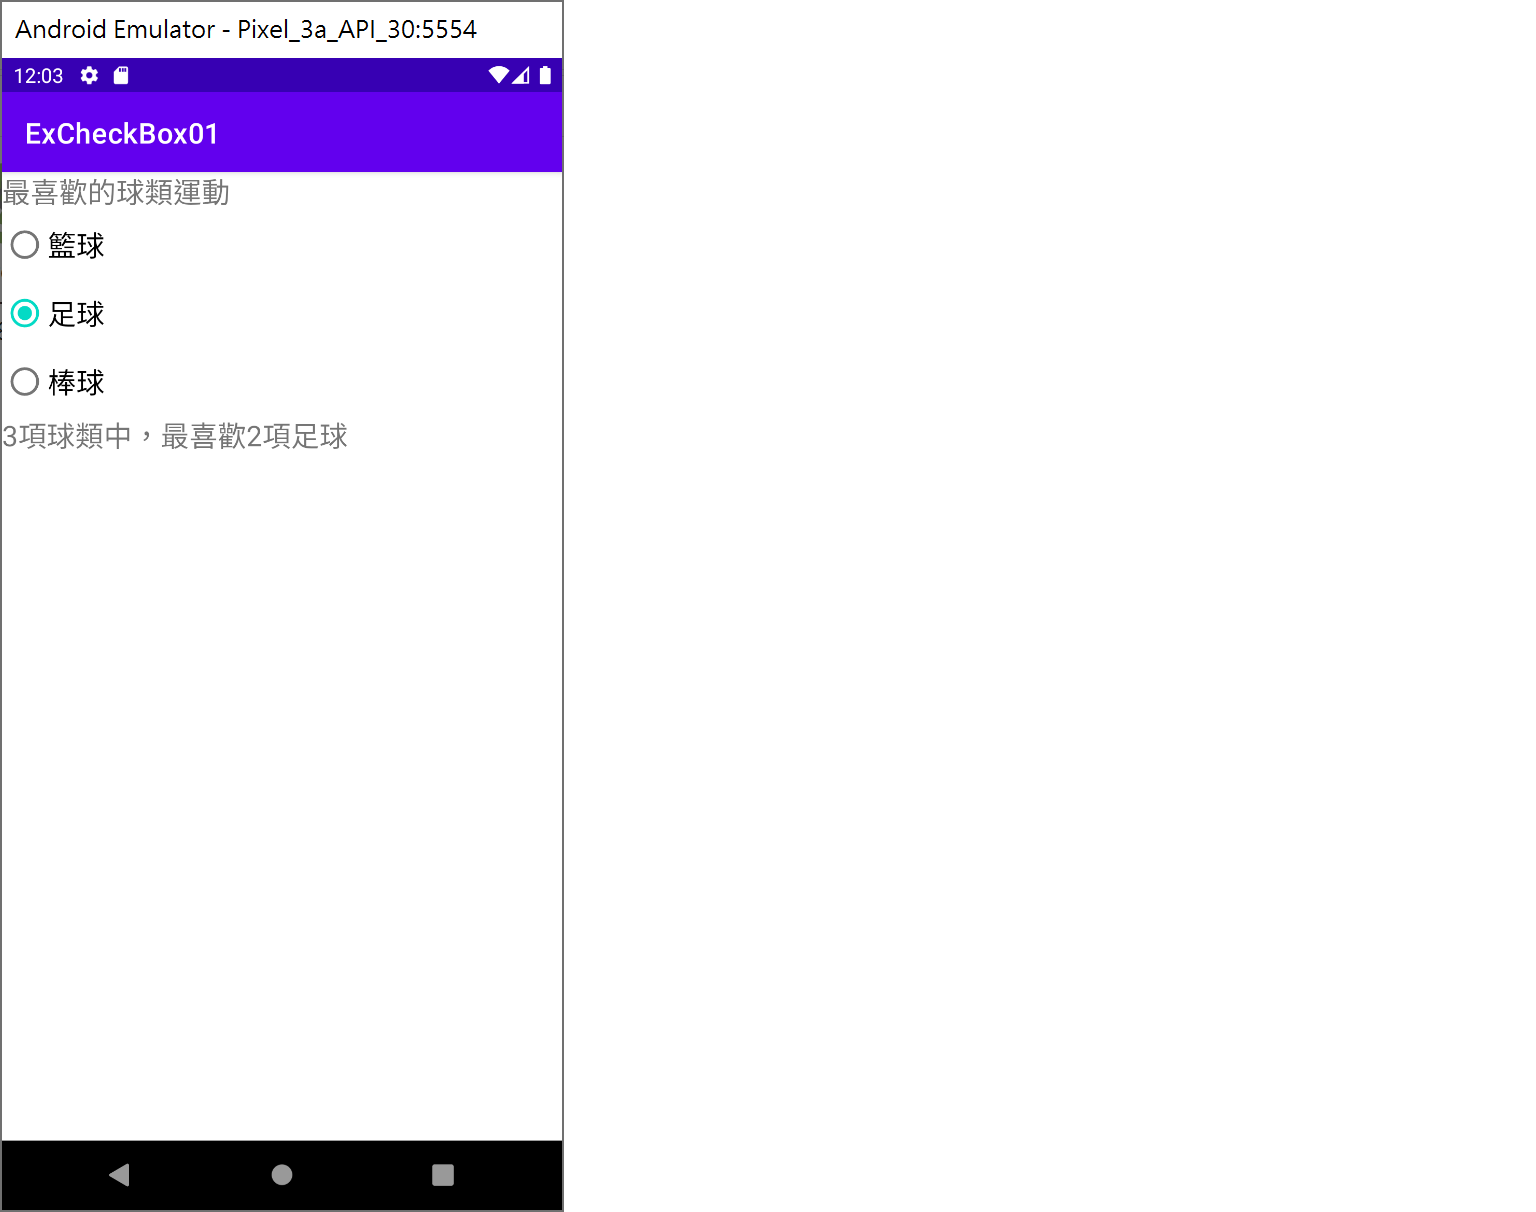 Android Emulator - Pixel_3a_API_30:5554
12:03
ExCheckBox01
最喜歡的球類運動
籃球
足球
棒球
3項球類中，最喜歡2項足球